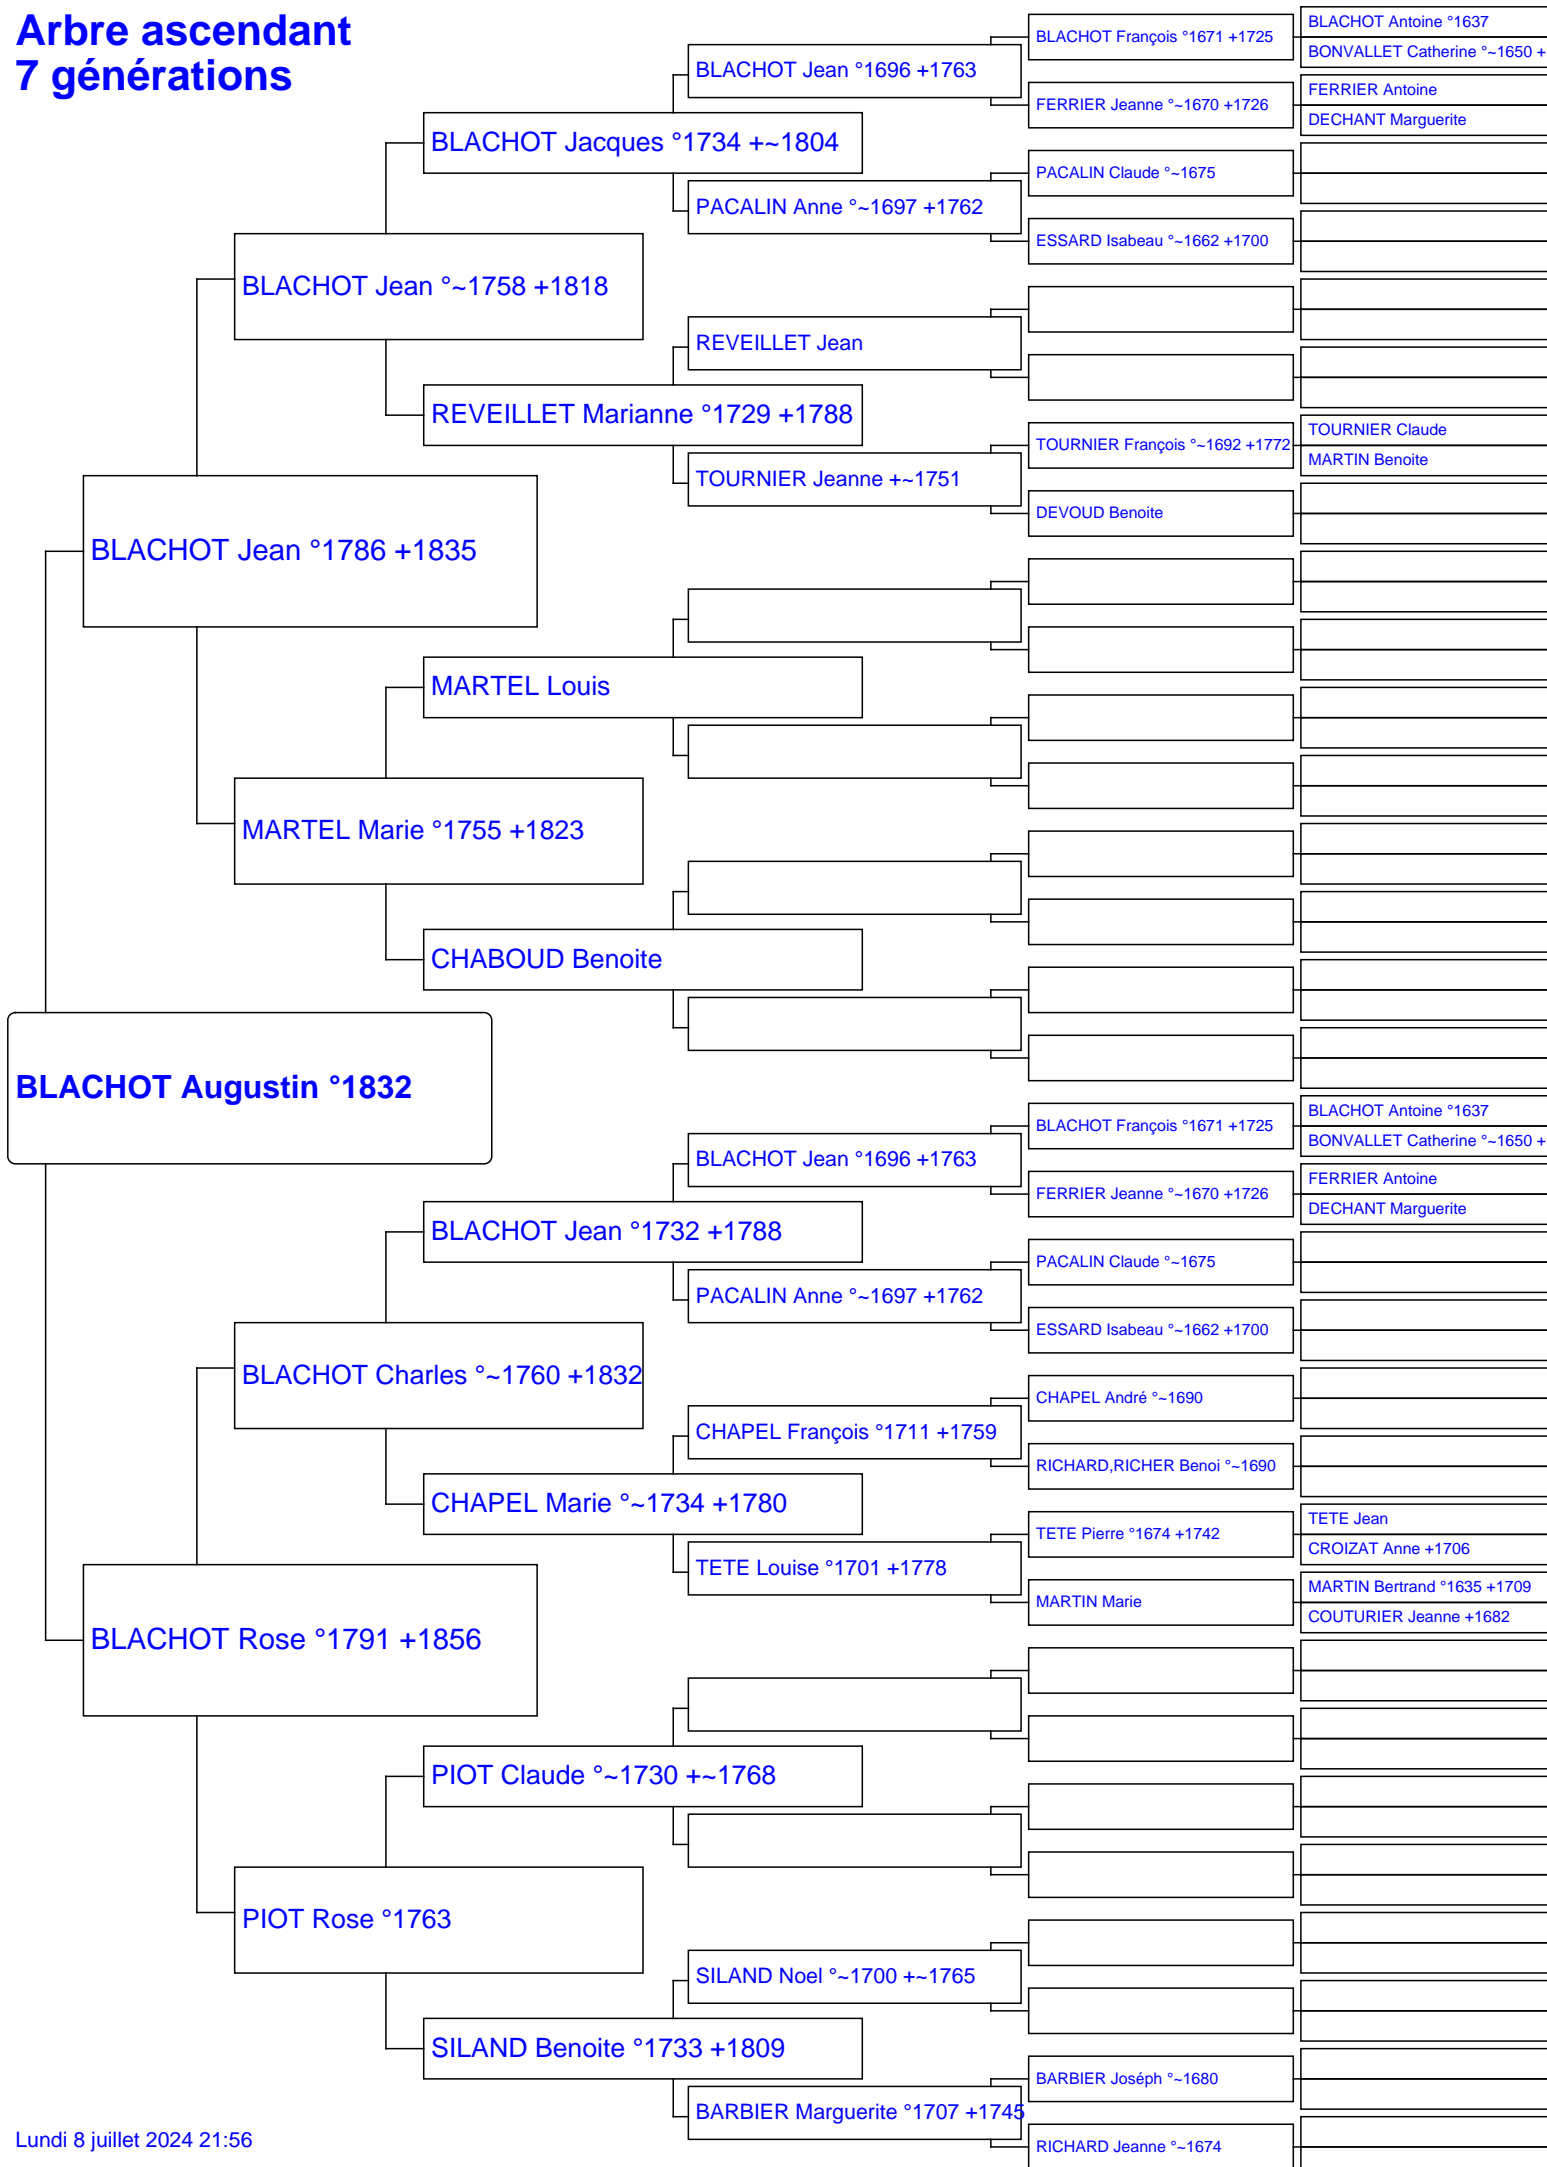 Arbre ascendant
7 générations
BLACHOT Augustin °1832
BLACHOT Jean °1786 +1835
BLACHOT Rose °1791 +1856
BLACHOT Jean °~1758 +1818
MARTEL Marie °1755 +1823
BLACHOT Charles °~1760 +1832
PIOT Rose °1763
BLACHOT Jacques °1734 +~1804
REVEILLET Marianne °1729 +1788
MARTEL Louis
CHABOUD Benoite
BLACHOT Jean °1732 +1788
CHAPEL Marie °~1734 +1780
PIOT Claude °~1730 +~1768
SILAND Benoite °1733 +1809
BLACHOT Jean °1696 +1763
PACALIN Anne °~1697 +1762
REVEILLET Jean
TOURNIER Jeanne +~1751
BLACHOT Jean °1696 +1763
PACALIN Anne °~1697 +1762
CHAPEL François °1711 +1759
TETE Louise °1701 +1778
SILAND Noel °~1700 +~1765
BARBIER Marguerite °1707 +1745
BLACHOT François °1671 +1725
FERRIER Jeanne °~1670 +1726
PACALIN Claude °~1675
ESSARD Isabeau °~1662 +1700
TOURNIER François °~1692 +1772
DEVOUD Benoite
BLACHOT François °1671 +1725
FERRIER Jeanne °~1670 +1726
PACALIN Claude °~1675
ESSARD Isabeau °~1662 +1700
CHAPEL André °~1690
RICHARD,RICHER Benoi °~1690
TETE Pierre °1674 +1742
MARTIN Marie
BARBIER Joséph °~1680
RICHARD Jeanne °~1674
BLACHOT Antoine °1637
BONVALLET Catherine °~1650 +
FERRIER Antoine
DECHANT Marguerite
TOURNIER Claude
MARTIN Benoite
BLACHOT Antoine °1637
BONVALLET Catherine °~1650 +
FERRIER Antoine
DECHANT Marguerite
TETE Jean
CROIZAT Anne +1706
MARTIN Bertrand °1635 +1709
COUTURIER Jeanne +1682
Lundi 8 juillet 2024 21:56